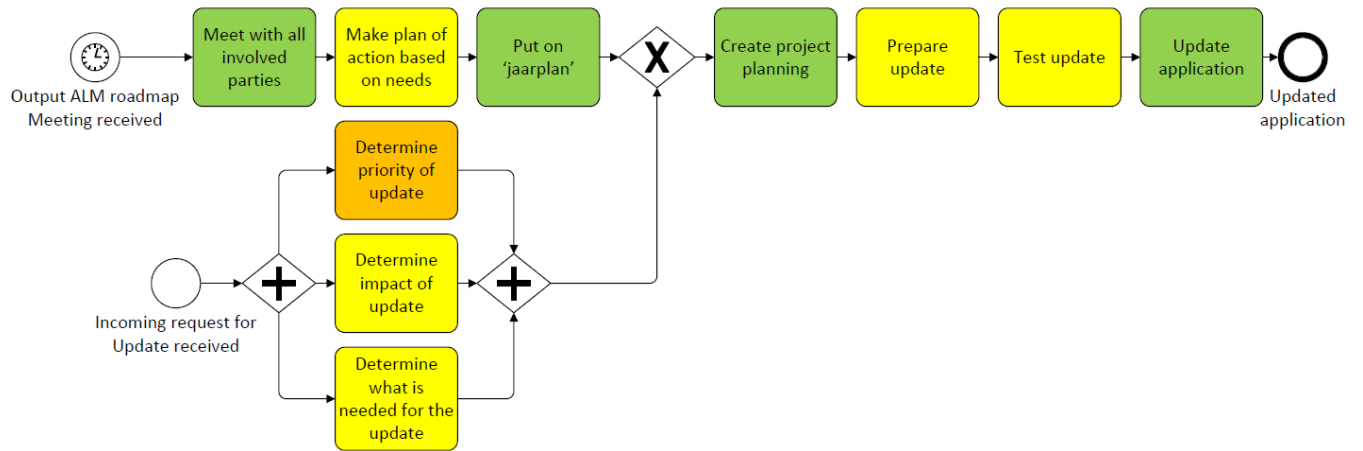 Output ALM roadmap
Meeting received
Meet with all
involved
parties
Make plan of
action based
on needs
Put on
‘jaarplan’
X
Create project
planning
Prepare
update
Test update
Update
application
Updated
application
Determine
priority of
update
Incoming request for
Update received
Determine
impact of
update
Determine
what is
needed for the
update